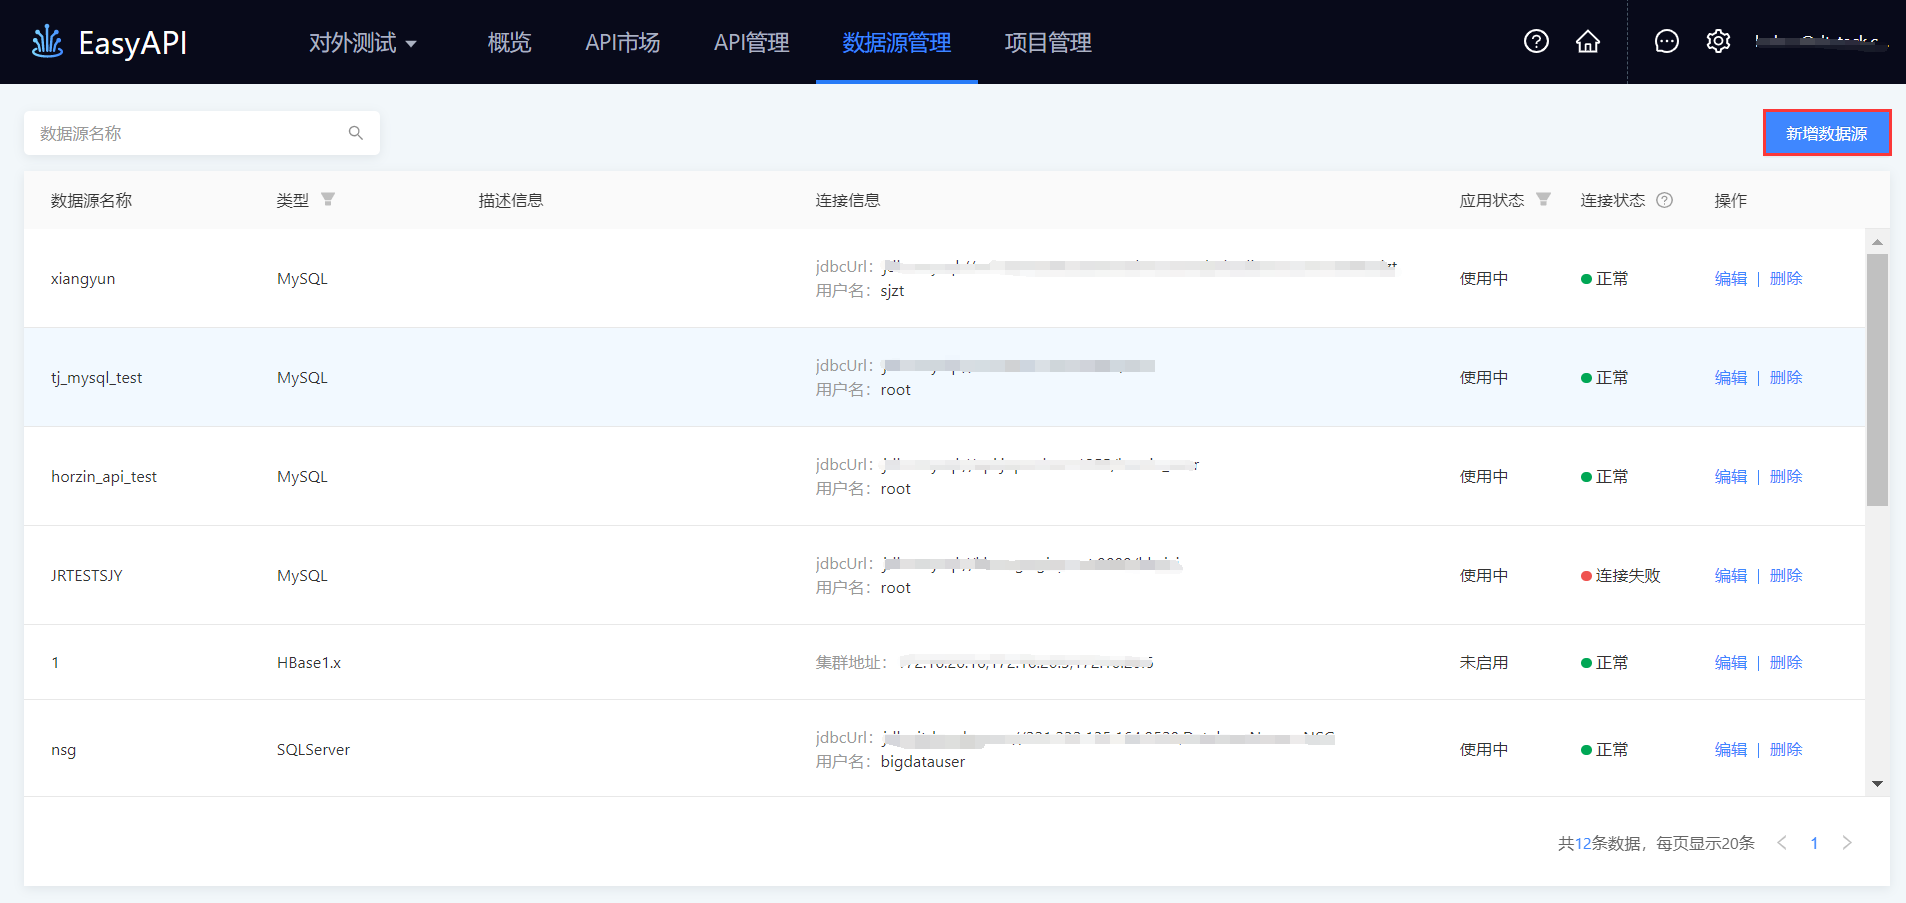 EasyAPI 对外测试 概览 API市场 API管理 数据源管理 项目管理
数据源名称 新增数据源
数据源名称 类型 描述信息 连接信息 应用状态 连接状态 操作
xiangyun MySQL jdbcUrl: 使用中 正常 编辑 | 删除
用户名: sjzt
tj_mysql_test MySQL jdbcUrl: 使用中 正常 编辑 | 删除
用户名: root
horzin_api_test MySQL jdbcUrl: 使用中 正常 编辑 | 删除
用户名: root
JRTESTSJY MySQL jdbcUrl: 使用中 连接失败 编辑 | 删除
用户名: root
1 HBase1.x 集群地址: 未启用 正常 编辑 | 删除
nsg SQLServer jdbcUrl: 使用中 正常 编辑 | 删除
用户名: bigdatauser
共12条数据，每页显示20条 < 1 >